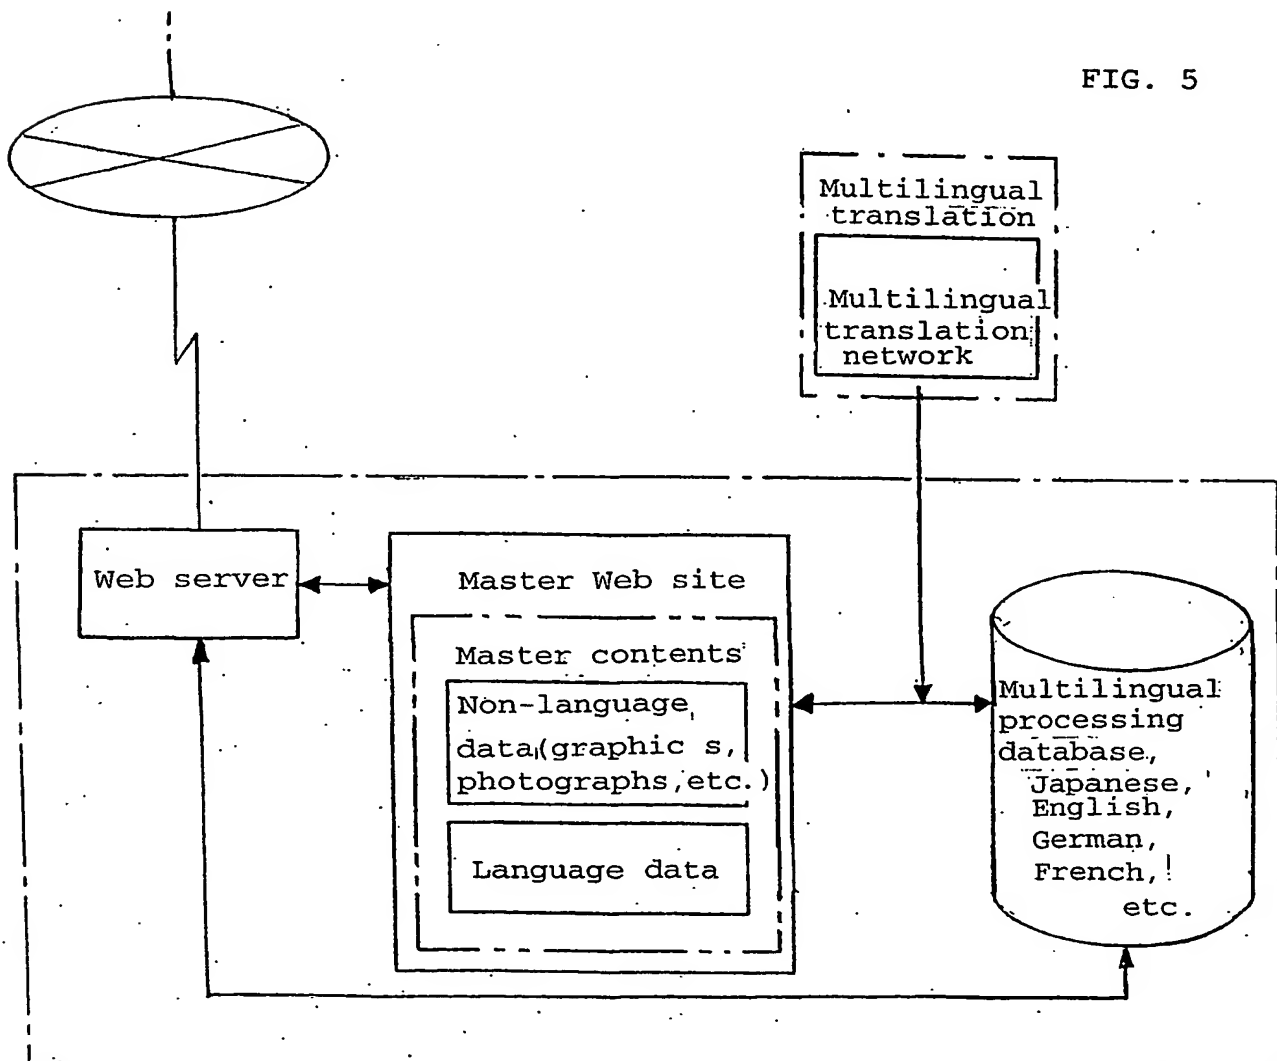 FIG. 5
Multilingual
translation
Multilingual
translation
network
Web server
Master Web site
Master contents
Non-language
data(graphic s,
photographs,etc.)
Language data
Multilingual
processing
database,
Japanese,
English,
German,
French,
etc.